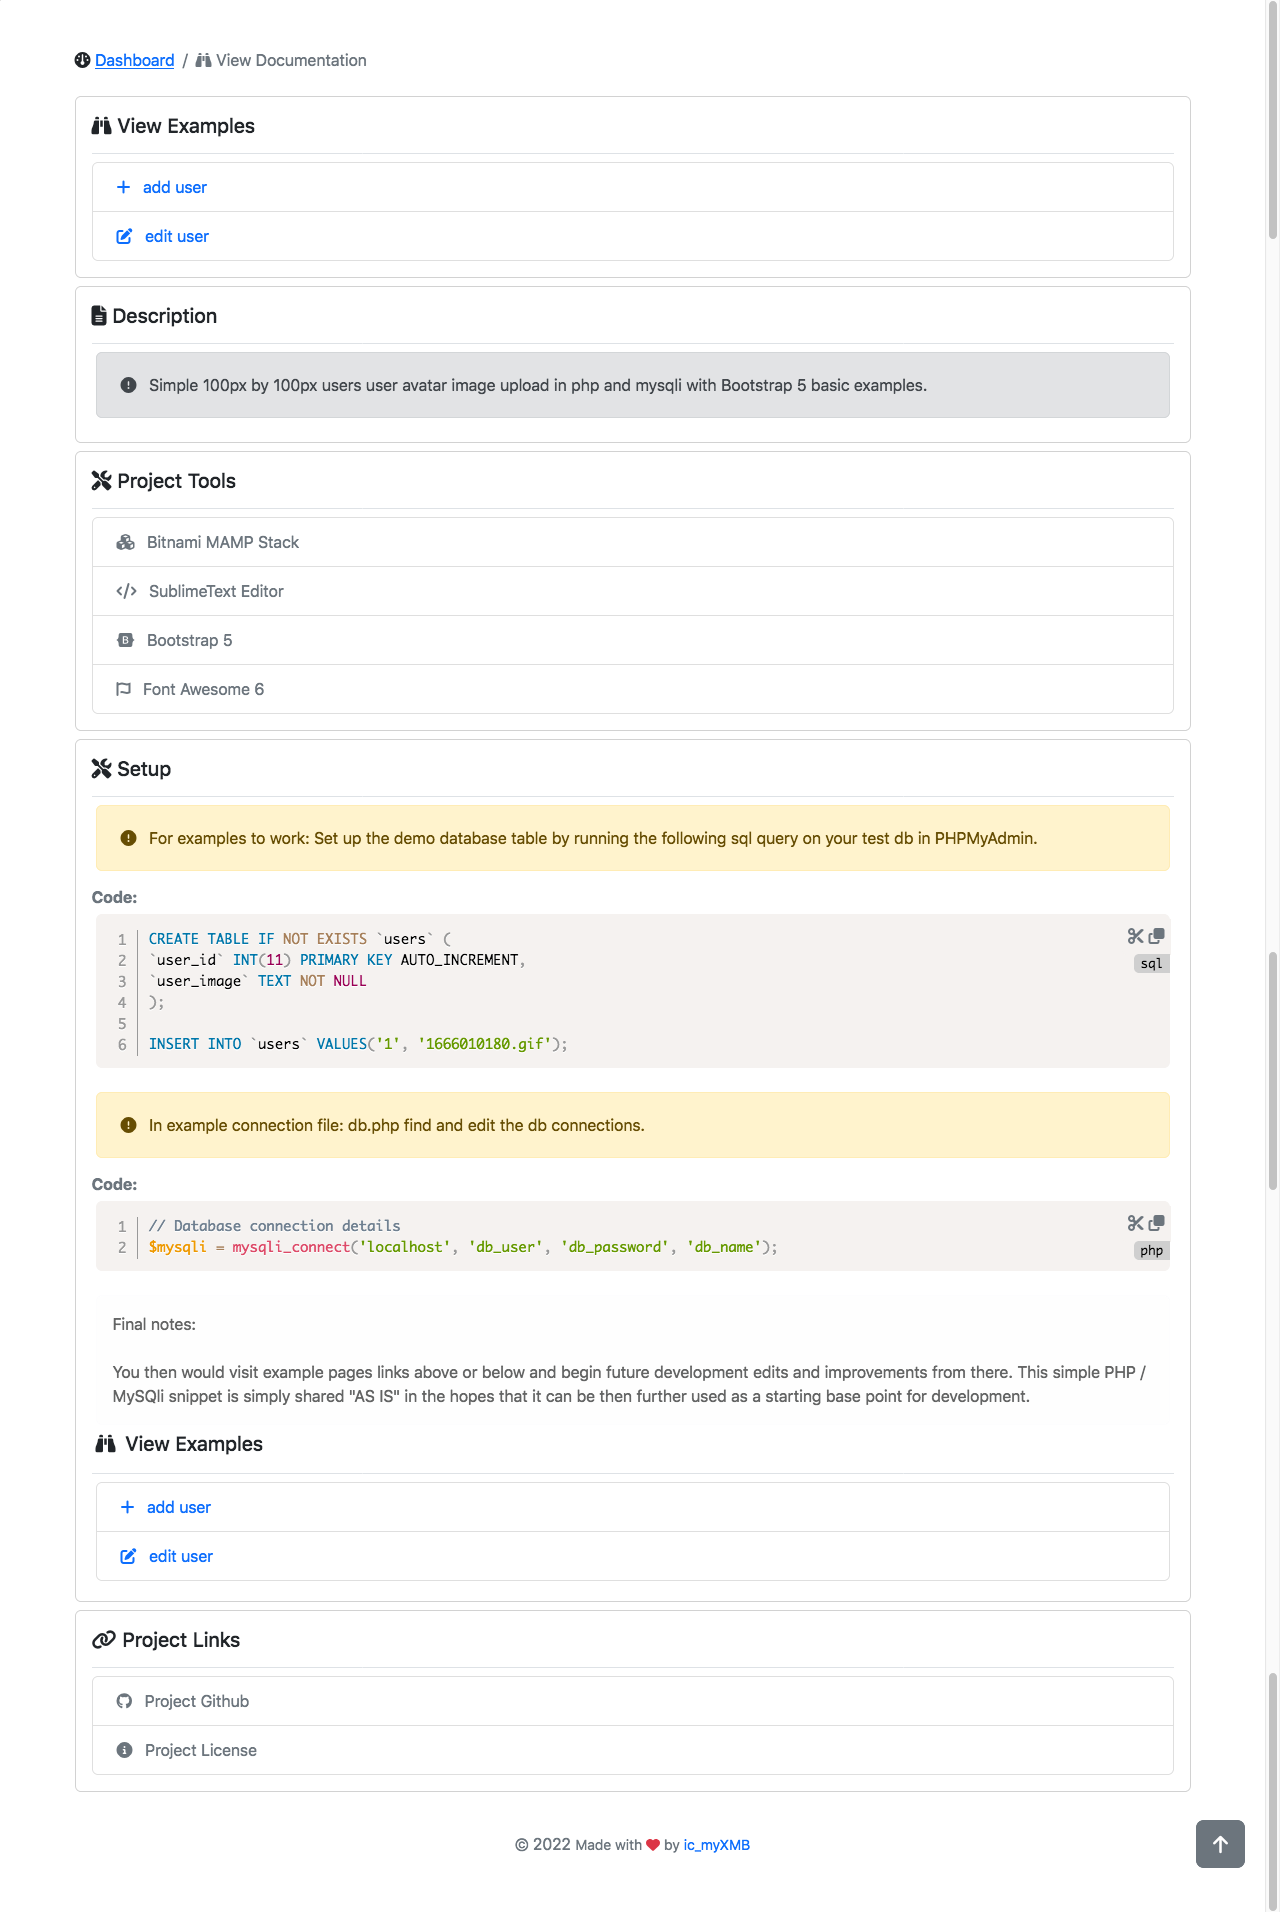 Dashboard / View Documentation
View Examples
add user
edit user
Description
Simple 100px by 100px users user avatar image upload in php and mysqli with Bootstrap 5 basic examples.
Project Tools
Bitnami MAMP Stack
SublimeText Editor
Bootstrap 5
Font Awesome 6
Setup
For examples to work: Set up the demo database table by running the following sql query on your test db in PHPMyAdmin.
Code:
1 CREATE TABLE IF NOT EXISTS `users` (
2 `user_id` INT(11) PRIMARY KEY AUTO_INCREMENT,
sql
3 `user_image` TEXT NOT NULL
4 );
5
6 INSERT INTO `users` VALUES('1', '1666010180.gif');
In example connection file: db.php find and edit the db connections.
Code:
1 // Database connection details
2 $mysqli = mysqli_connect('localhost', 'db_user', 'db_password', 'db_name');
php
Final notes:
You then would visit example pages links above or below and begin future development edits and improvements from there. This simple PHP /
MySQli snippet is simply shared "AS IS" in the hopes that it can be then further used as a starting base point for development.
View Examples
add user
edit user
Project Links
Project Github
Project License
© 2022 Made with ❤ by ic_myXMB